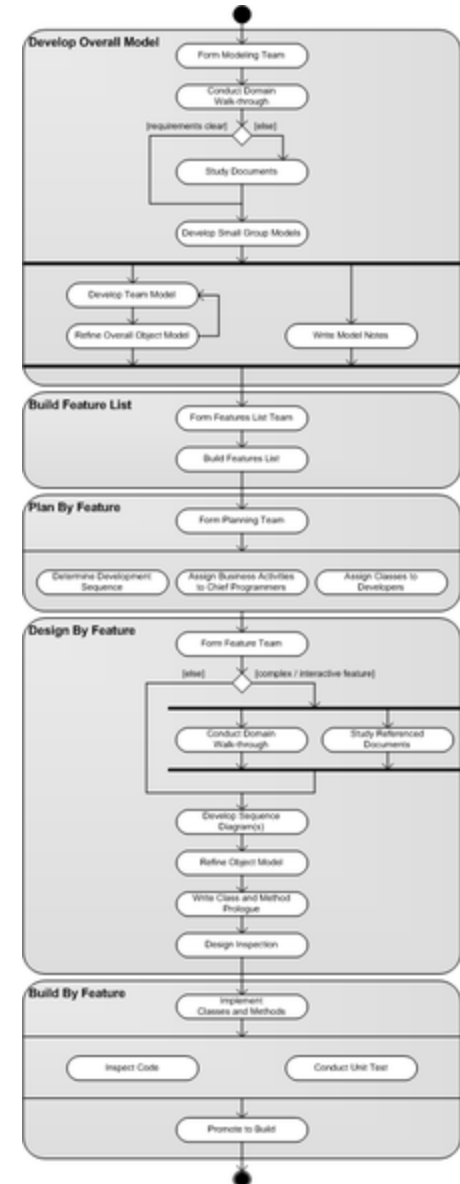 Develop Overall Model
Form Modeling Team
Conduct Domain
Walk-through
[requirements clear]
[else]
Study Documents
Develop Small Group Models
Develop Team Model
Refine Overall Object Model
Write Model Notes
Build Feature List
Form Features List Team
Build Features List
Plan By Feature
Form Planning Team
Determine Development
Sequence
Assign Business Activities
to Chief Programmers
Assign Classes to
Developers
Design By Feature
Form Feature Team
[else]
[complex / interactive feature]
Conduct Domain
Walk-through
Study Referenced
Documents
Develop Sequence
Diagram(s)
Refine Object Model
Write Class and Method
Prologue
Design Inspection
Build By Feature
Implement
Classes and Methods
Inspect Code
Conduct Unit Test
Promote to Build